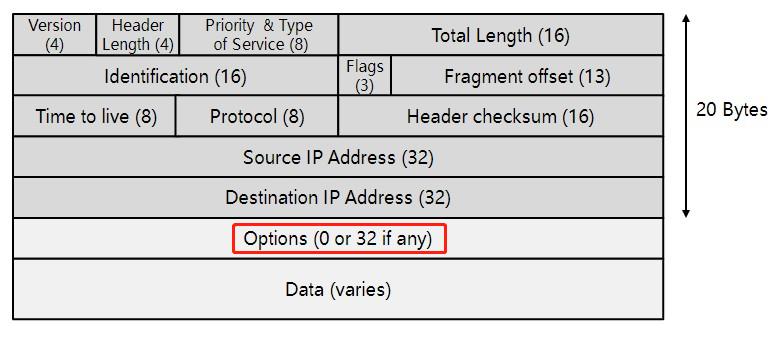 Version
(4)
Header
Length (4)
Priority & Type
of Service (8)
Total Length (16)
Identification (16)
Flags
(3)
Fragment offset (13)
Time to live (8)
Protocol (8)
Header checksum (16)
Source IP Address (32)
Destination IP Address (32)
20 Bytes
Options (0 or 32 if any)
Data (varies)